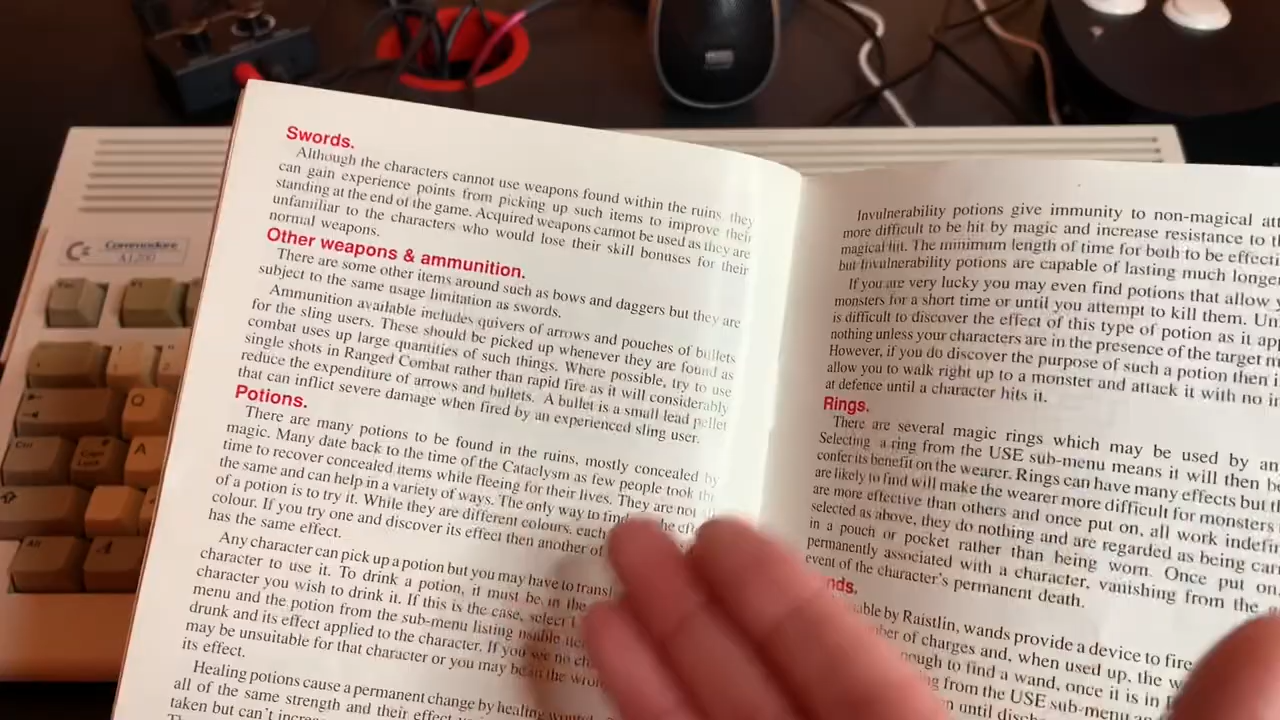 Swords.
Although the characters cannot use weapons found within the ruins, they
can gain experience points from picking up such items to improve their
standing at the end of the game. Acquired weapons cannot be used as they are
unfamiliar to the characters who would lose their skill bonuses for their
normal weapons.
Other weapons & ammunition.
There are some other items around such as bows and daggers but they are
subject to the same usage limitation as swords.
Ammunition available includes quivers of arrows and pouches of bullets
for the sling users. These should be picked up whenever they are found as
combat uses up large quantities of such things. Where possible, try to use
single shots in Ranged Combat rather than rapid fire as it will considerably
reduce the expenditure of arrows and bullets. A bullet is a small lead pellet
that can inflict severe damage when fired by an experienced sling user.
Potions.
There are many potions to be found in the ruins, mostly concealed by
magic. Many date back to the time of the Cataclysm as few people took the
time to recover concealed items while fleeing for their lives. They are not
the same and can help in a variety of ways. The only way to find
of a potion is to try it. While they are different colours, each
colour. If you try one and discover its effect then another of
has the same effect.
Any character can pick up a potion but you may have to
character to use it. To drink a potion, it must be in the
character you wish to drink it. If this is the case, select
menu and the potion from the sub-menu listing usable
drunk and its effect applied to the character. If you see no
may be unsuitable for that character or you may be in the
its effect.
Healing potions cause a permanent change by healing
all of the same strength and their effect
taken but can't
Invulnerability potions give immunity to non-magical
more difficult to be hit by magic and increase resistance to
magical hit. The minimum length of time for both to be
but invulnerability potions are capable of lasting much longer
If you are very lucky you may even find potions that allow
monsters for a short time or until you attempt to kill them.
is difficult to discover the effect of this type of potion as it
nothing unless your characters are in the presence of the target
However, if you do discover the purpose of such a potion then
allow you to walk right up to a monster and attack it with no
at defence until a character hits it.
Rings.
There are several magic rings which may be used by
Selecting a ring from the USE sub-menu means it will then
confer its benefit on the wearer. Rings can have many effects but
are likely to find will make the wearer more difficult for monsters
are more effective than others and once put on, all work
selected as above, they do nothing and are regarded as being
in a pouch or pocket rather than being worn. Once put on
permanently associated with a character, vanishing from the
event of the character's permanent death.
by Raistlin, wands provide a device to fire
of charges and, when used up, the
to find a wand, once it is in
from the USE sub-menu
until
Commodore
A1200
Esc
F1
Q
Ctrl
Caps
Lock
A
Alt
A